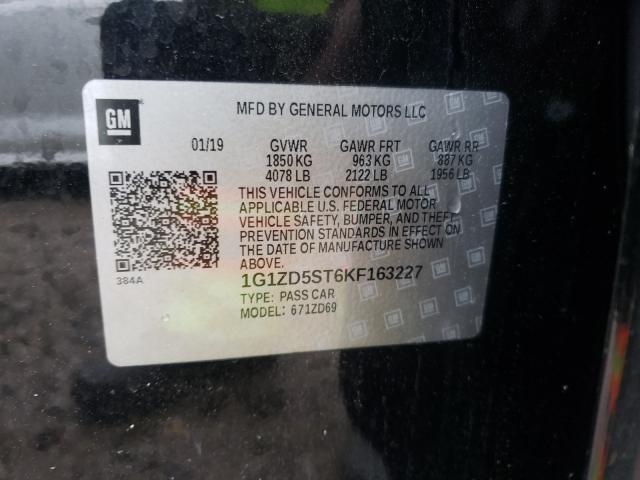 GM
MFD BY GENERAL MOTORS LLC
01/19 GVWR GAWR FRT GAWR RR
1850 KG 963 KG 887 KG
4078 LB 2122 LB 1956 LB
THIS VEHICLE CONFORMS TO ALL
APPLICABLE U.S. FEDERAL MOTOR
VEHICLE SAFETY, BUMPER, AND THEFT
PREVENTION STANDARDS IN EFFECT ON
THE DATE OF MANUFACTURE SHOWN
ABOVE.
384A
1G1ZD5ST6KF163227
TYPE: PASS CAR
MODEL: 671ZD69